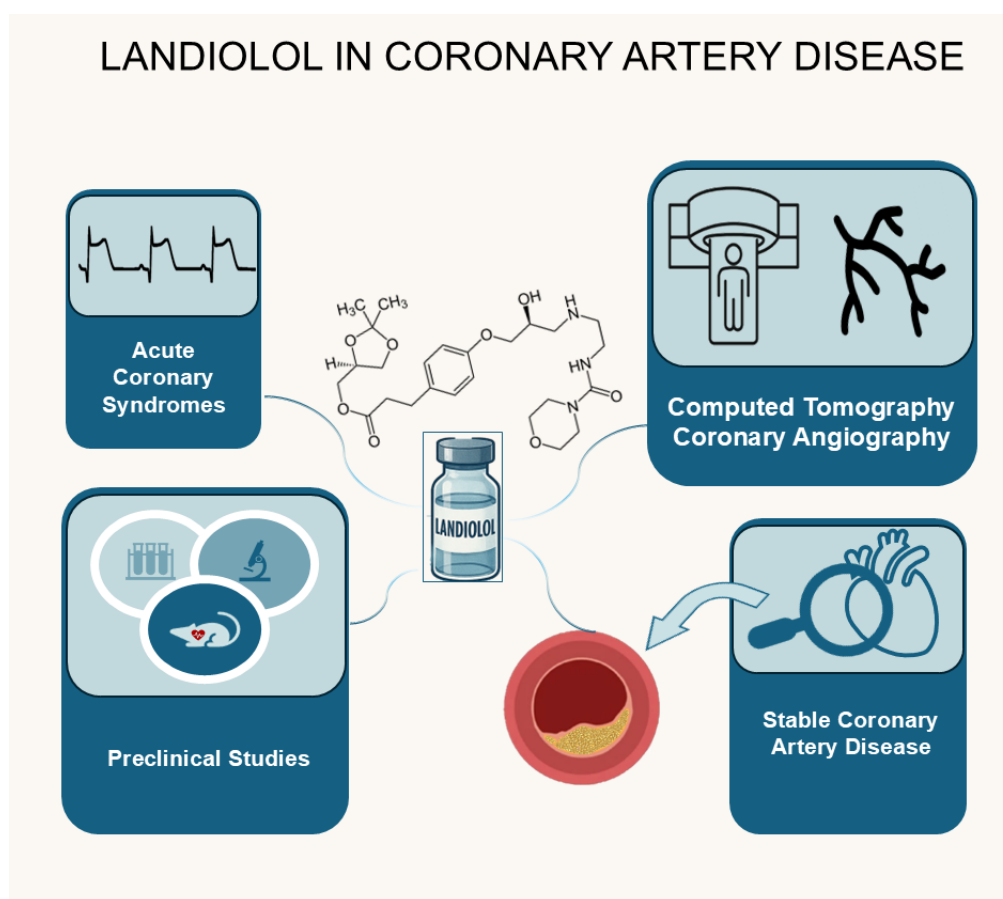 LANDIOLOL IN CORONARY ARTERY DISEASE
Acute
Coronary
Syndromes
H₃C
CH₃
O
O
H
O
O
O
OH
H
N
HN
N
O
O
Computed Tomography
Coronary Angiography
LANDIOLOL
Preclinical Studies
Stable Coronary
Artery Disease